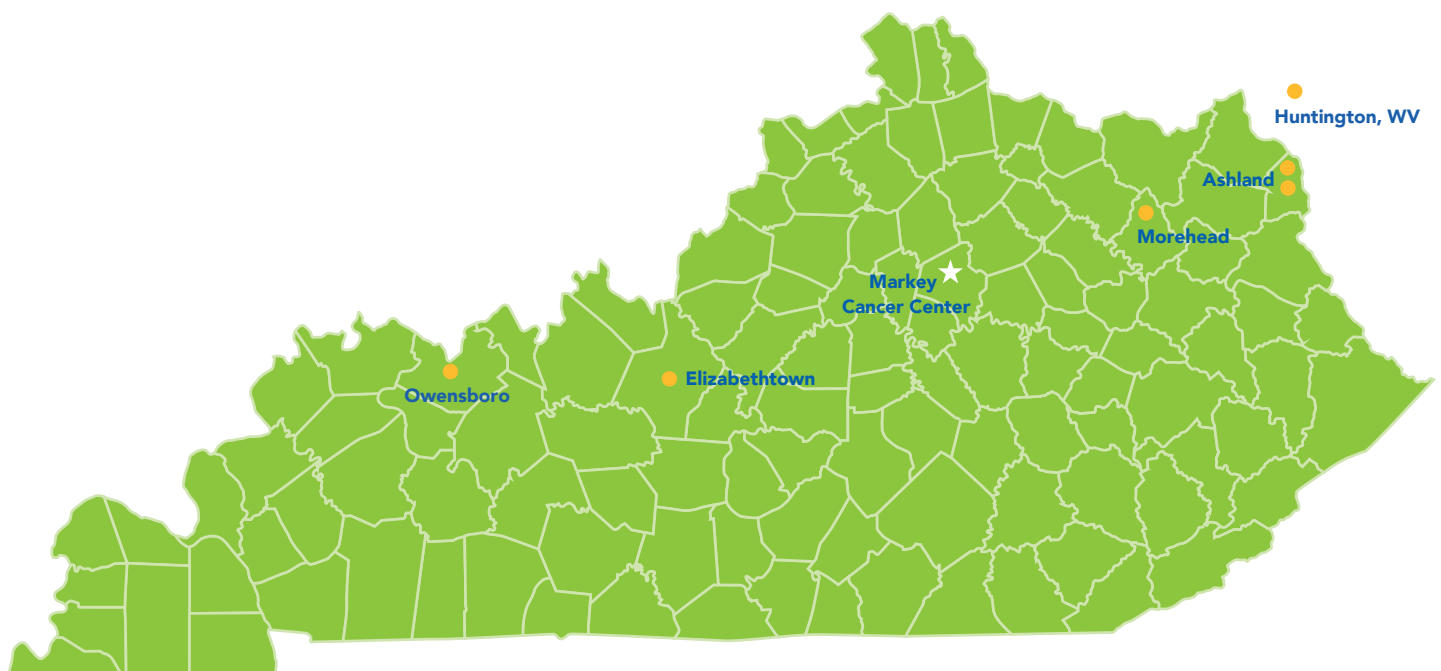 Huntington, WV
Ashland
Morehead
Markey
Cancer Center
Elizabethtown
Owensboro